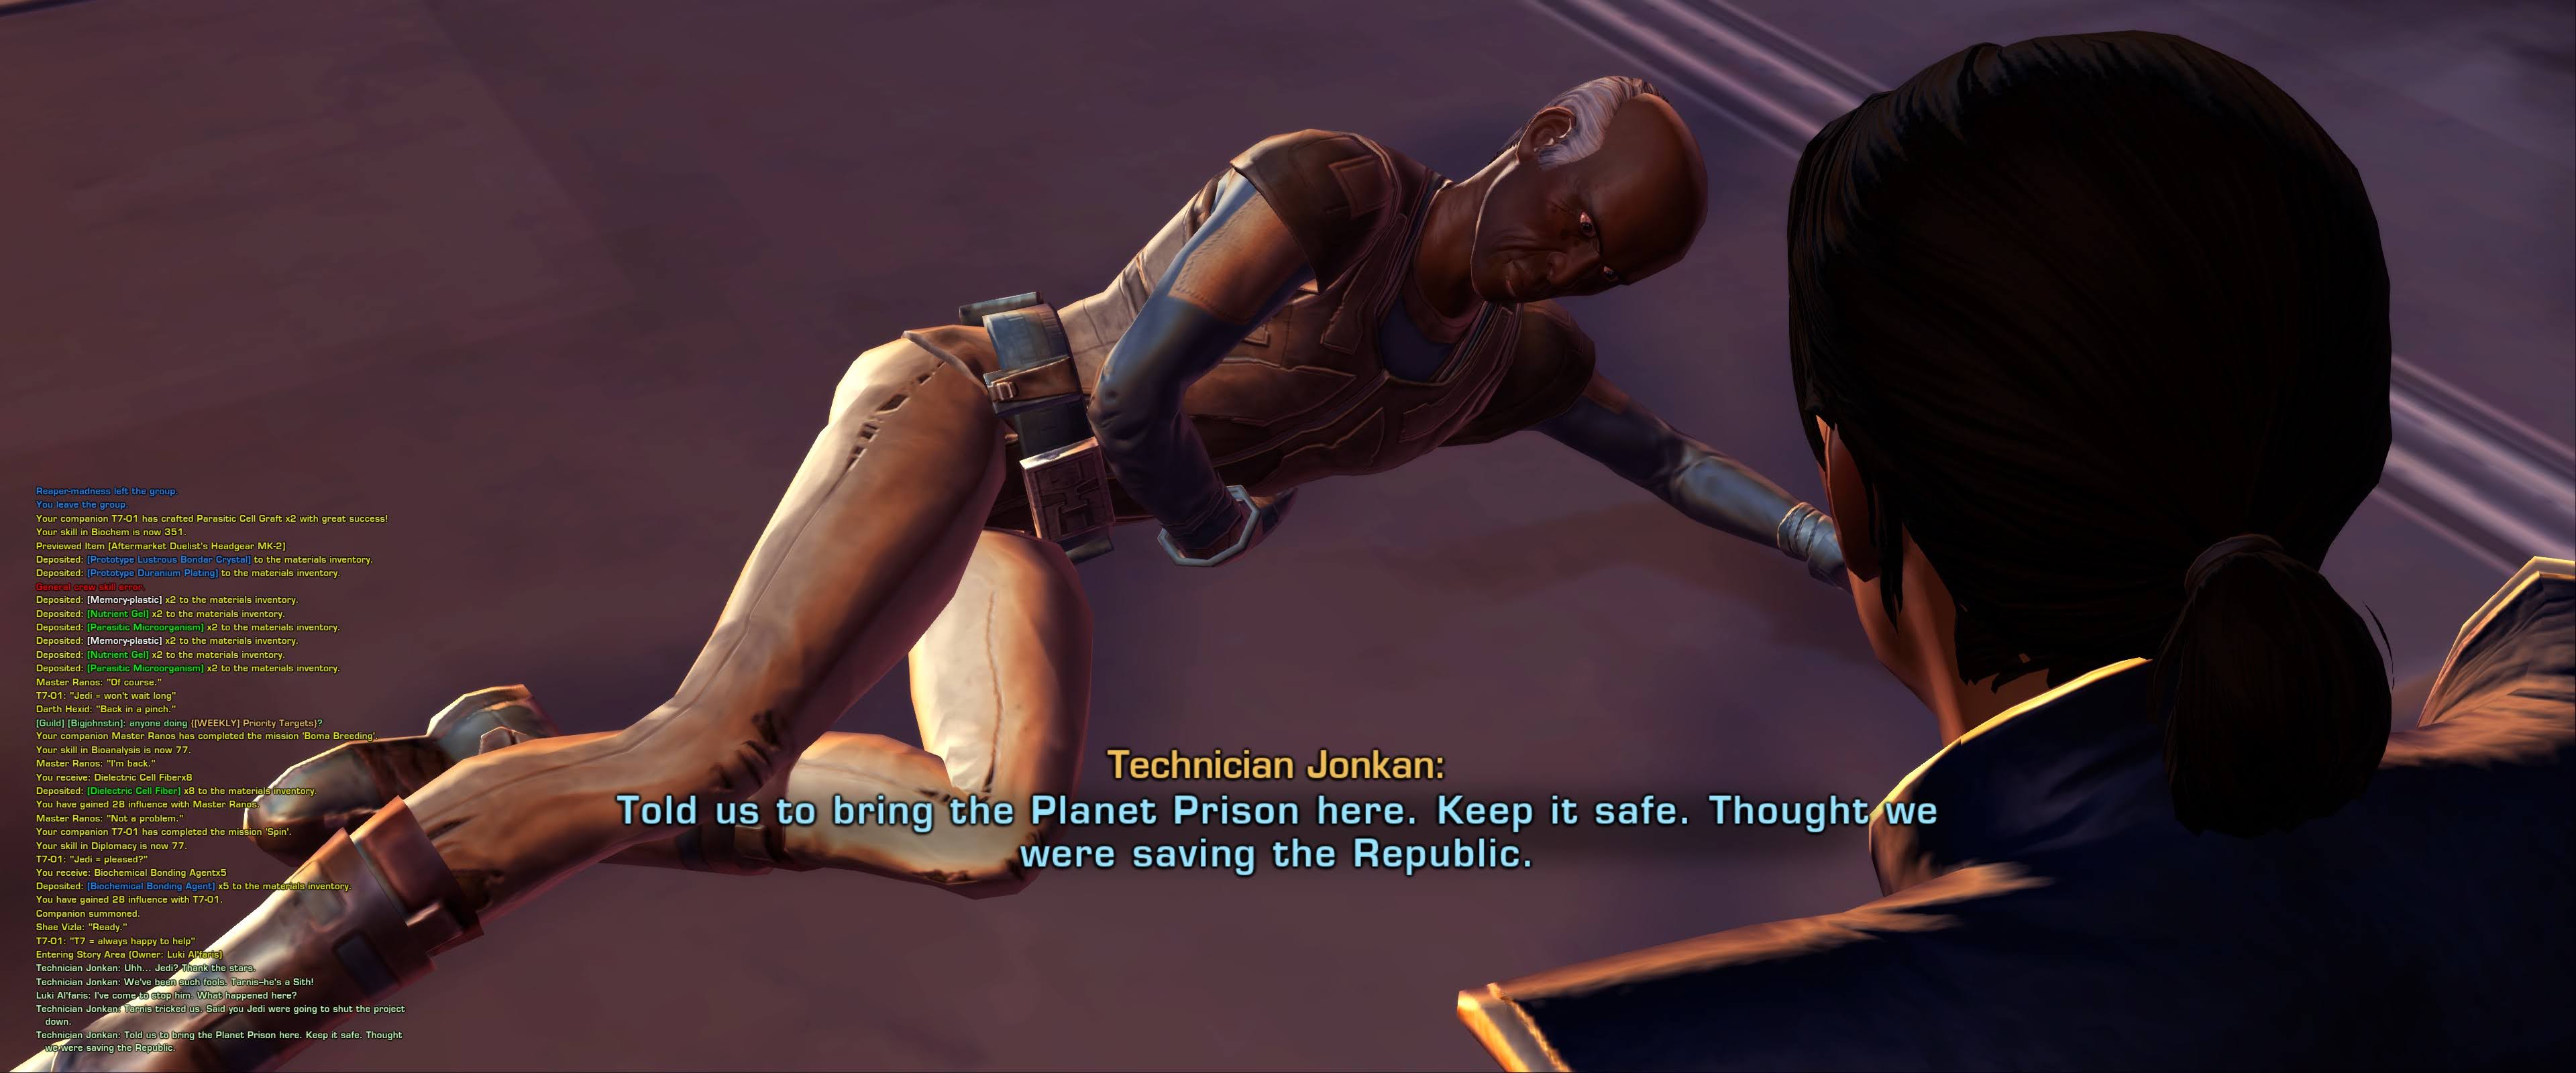 Reaper-madness left the group.
You leave the group.
Your companion T7-01 has crafted Parasitic Cell Graft x2 with great success!
Your skill in Biochem is now 351.
Previewed Item [Aftermarket Duelist's Headgear MK-2]
Deposited: [Prototype Lustrous Bondar Crystal] to the materials inventory.
Deposited: [Prototype Duranium Plating] to the materials inventory.
General crew skill error.
Deposited: [Memory-plastic] x2 to the materials inventory.
Deposited: [Nutrient Gel] x2 to the materials inventory.
Deposited: [Parasitic Microorganism] x2 to the materials inventory.
Deposited: [Memory-plastic] x2 to the materials inventory.
Deposited: [Nutrient Gel] x2 to the materials inventory.
Deposited: [Parasitic Microorganism] x2 to the materials inventory.
Master Ranos: "Of course."
T7-01: "Jedi = won't wait long"
Darth Hexid: "Back in a pinch."
[Guild] [Bigjohnstin]: anyone doing {[WEEKLY] Priority Targets}?
Your companion Master Ranos has completed the mission 'Boma Breeding'.
Your skill in Bioanalysis is now 77.
Master Ranos: "I'm back."
You receive: Dielectric Cell Fiberx8
Deposited: [Dielectric Cell Fiber] x8 to the materials inventory.
You have gained 28 influence with Master Ranos.
Master Ranos: "Not a problem."
Your companion T7-01 has completed the mission 'Spin'.
Your skill in Diplomacy is now 77.
T7-01: "Jedi = pleased?"
You receive: Biochemical Bonding Agentx5
Deposited: [Biochemical Bonding Agent] x5 to the materials inventory.
You have gained 28 influence with T7-01.
Companion summoned.
Shae Vizla: "Ready."
T7-01: "T7 = always happy to help"
Entering Story Area (Owner: Luki Al'faris)
Technician Jonkan: Uhh... Jedi? Thank the stars.
Technician Jonkan: We've been such fools. Tarnis–he's a Sith!
Luki Al'faris: I've come to stop him. What happened here?
Technician Jonkan: Tarnis tricked us. Said you Jedi were going to shut the project
down.
Technician Jonkan: Told us to bring the Planet Prison here. Keep it safe. Thought
we were saving the Republic.
Technician Jonkan:
Told us to bring the Planet Prison here. Keep it safe. Thought we
were saving the Republic.